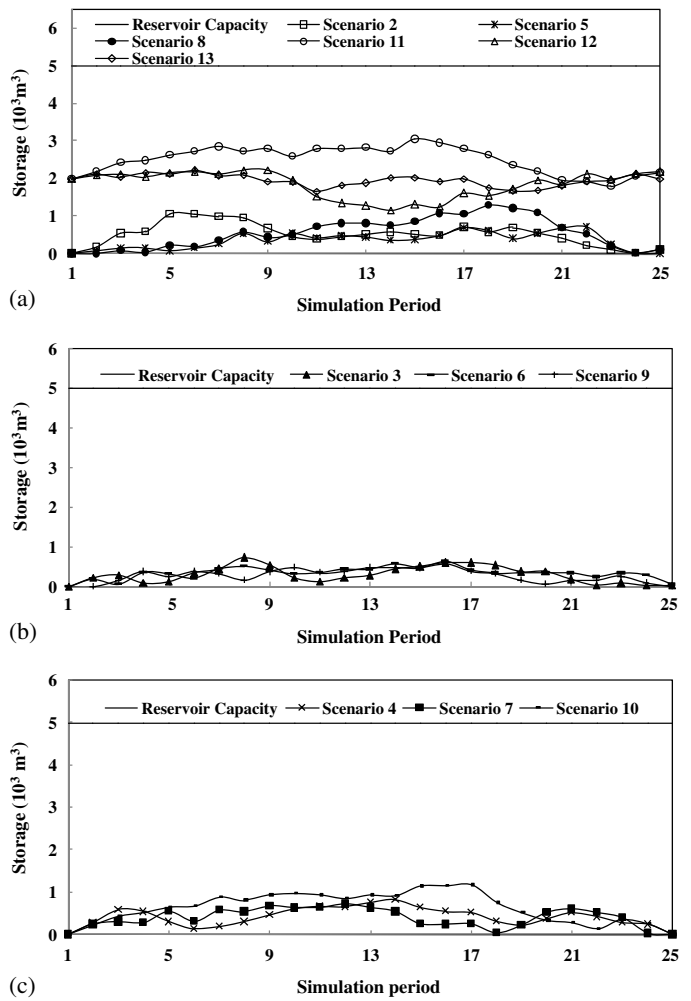 Reservoir Capacity Scenario 2 Scenario 5
Scenario 8 Scenario 11 Scenario 12
Scenario 13
6
5
4
3
2
1
0
Storage (10³m³)
1 5 9 13 17 21 25
Simulation Period
(a)
Reservoir Capacity Scenario 3 Scenario 6 Scenario 9
6
5
4
3
2
1
0
Storage (10³m³)
1 5 9 13 17 21 25
Simulation Period
(b)
Reservoir Capacity Scenario 4 Scenario 7 Scenario 10
6
5
4
3
2
1
0
Storage (10³ m³)
1 5 9 13 17 21 25
Simulation period
(c)